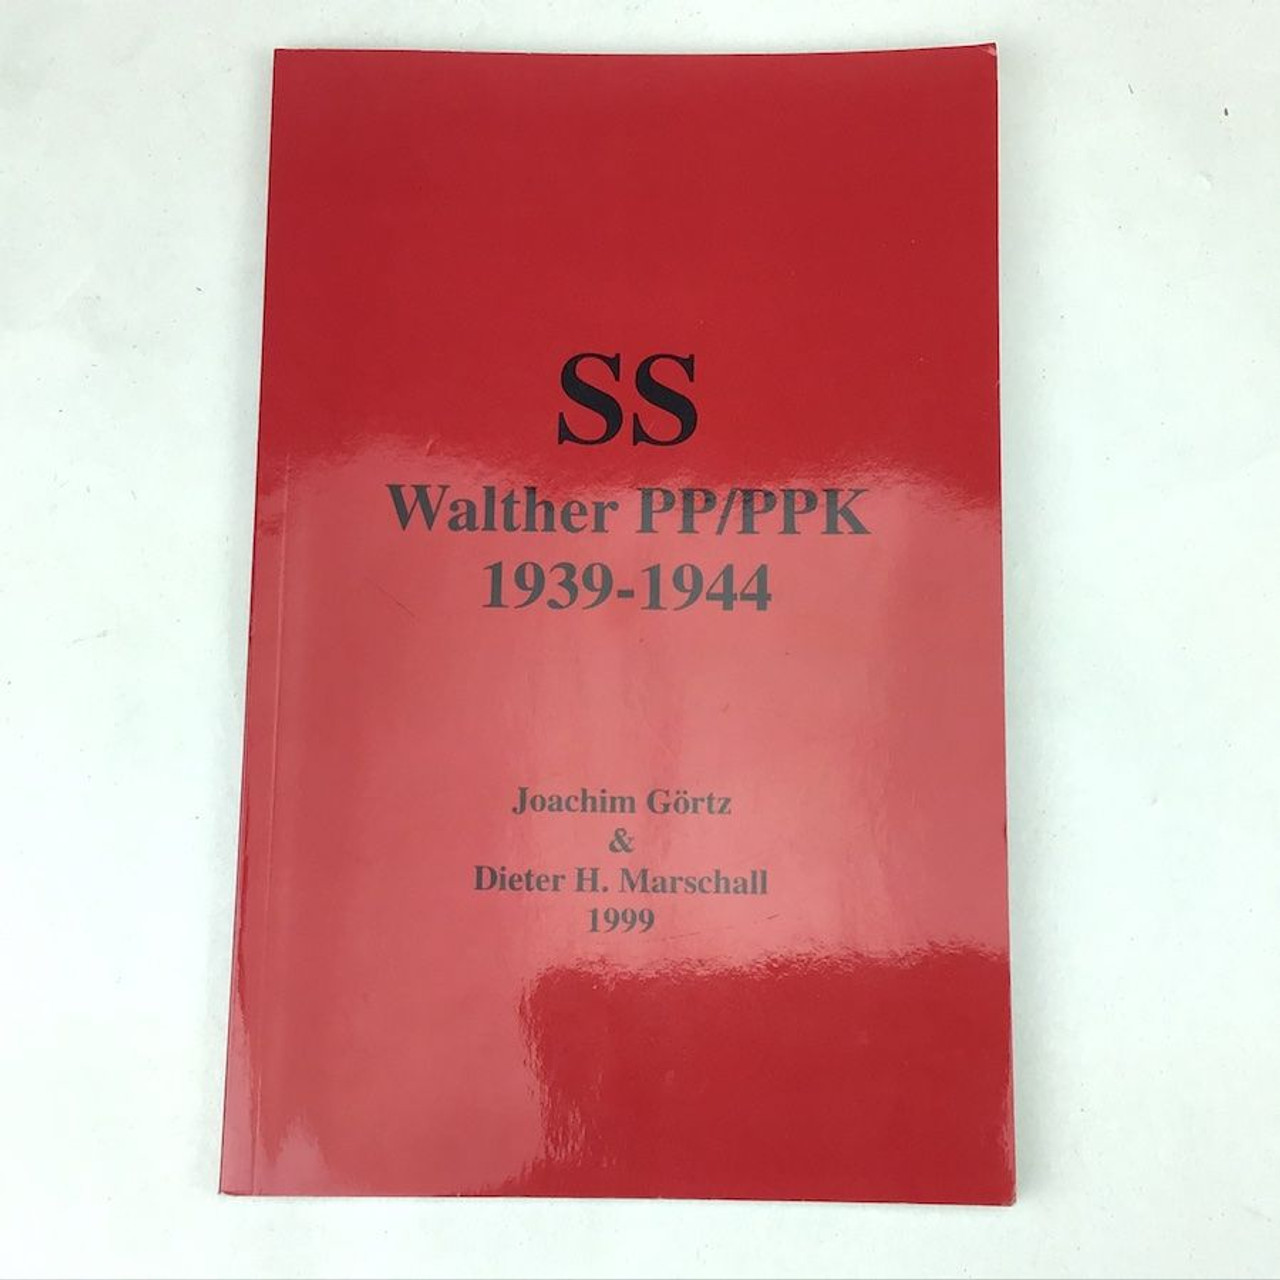 SS
Walther PP/PPK
1939-1944
Joachim Görtz
&
Dieter H. Marschall
1999